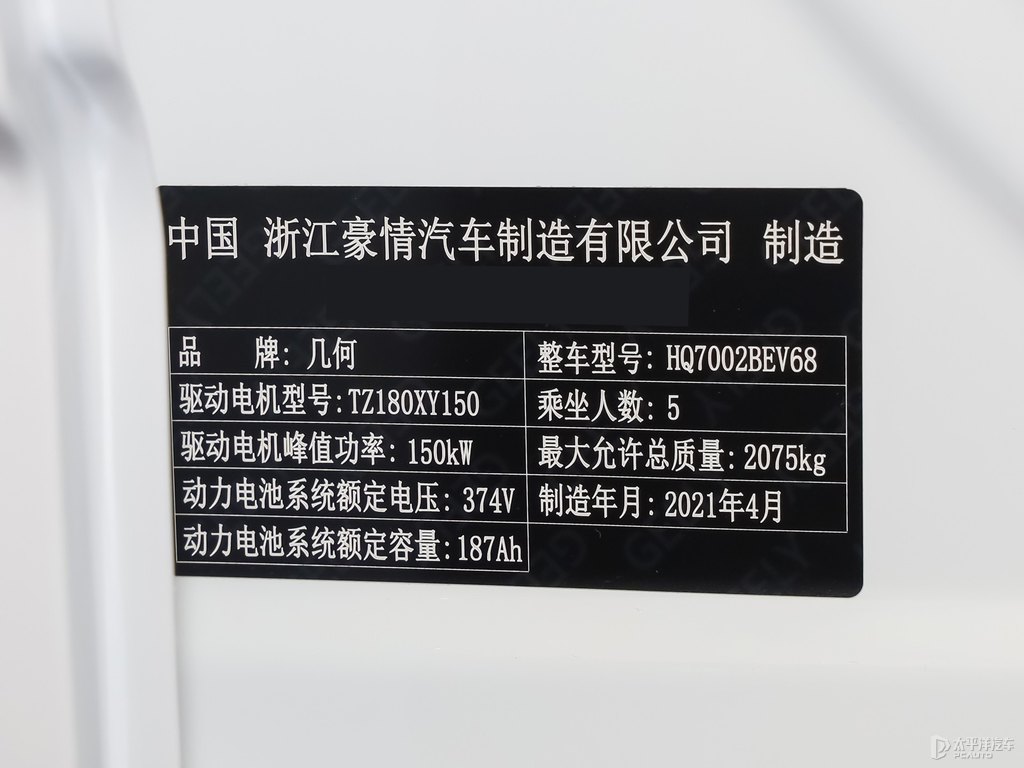 中国 浙江豪情汽车制造有限公司 制造
品 牌: 几何
整车型号: HQ7002BEV68
驱动电机型号: TZ180XY150
乘坐人数: 5
驱动电机峰值功率: 150kW
最大允许总质量: 2075kg
动力电池系统额定电压: 374V
制造年月: 2021年4月
动力电池系统额定容量: 187Ah
太平洋汽车
PCAUTO